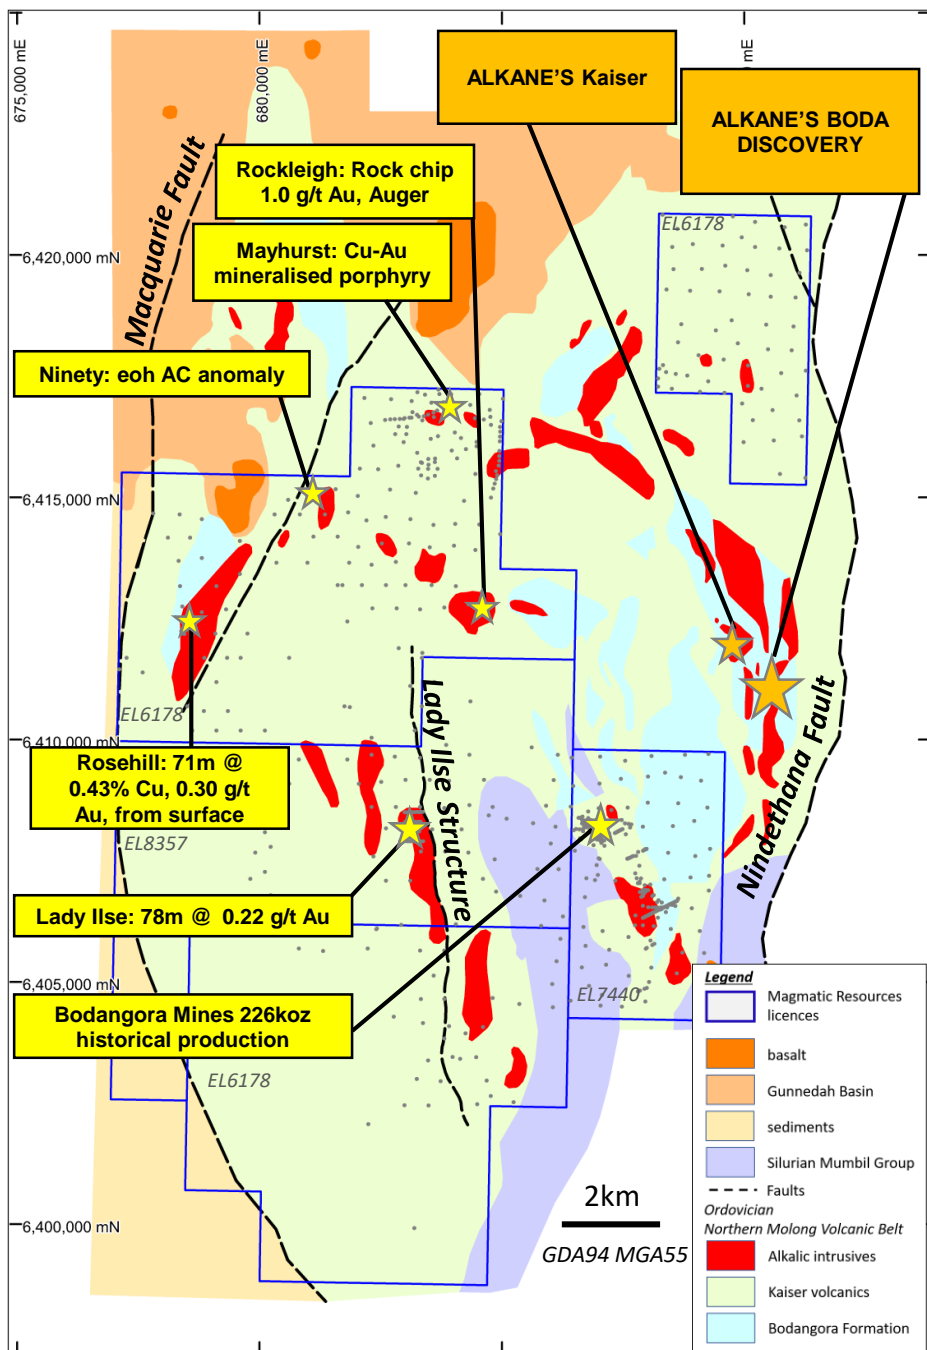 675,000 mE
680,000 mE
mE
ALKANE'S Kaiser
ALKANE'S BODA
DISCOVERY
Macquarie Fault
Rockleigh: Rock chip
1.0 g/t Au, Auger
EL6178
6,420,000 mN
Mayhurst: Cu-Au
mineralised porphyry
Ninety: eoh AC anomaly
6,415,000 mN
EL6178
6,410,000 mN
Lady Ilse Structure
Nindethana Fault
Rosehill: 71m @
0.43% Cu, 0.30 g/t
Au, from surface
EL8357
Lady Ilse: 78m @ 0.22 g/t Au
6,405,000 mN
EL7440
Bodangora Mines 226koz
historical production
EL6178
6,400,000 mN
2km
GDA94 MGA55
Legend
Magmatic Resources
licences
basalt
Gunnedah Basin
sediments
Silurian Mumbil Group
Faults
Ordovician
Northern Molong Volcanic Belt
Alkalic intrusives
Kaiser volcanics
Bodangora Formation